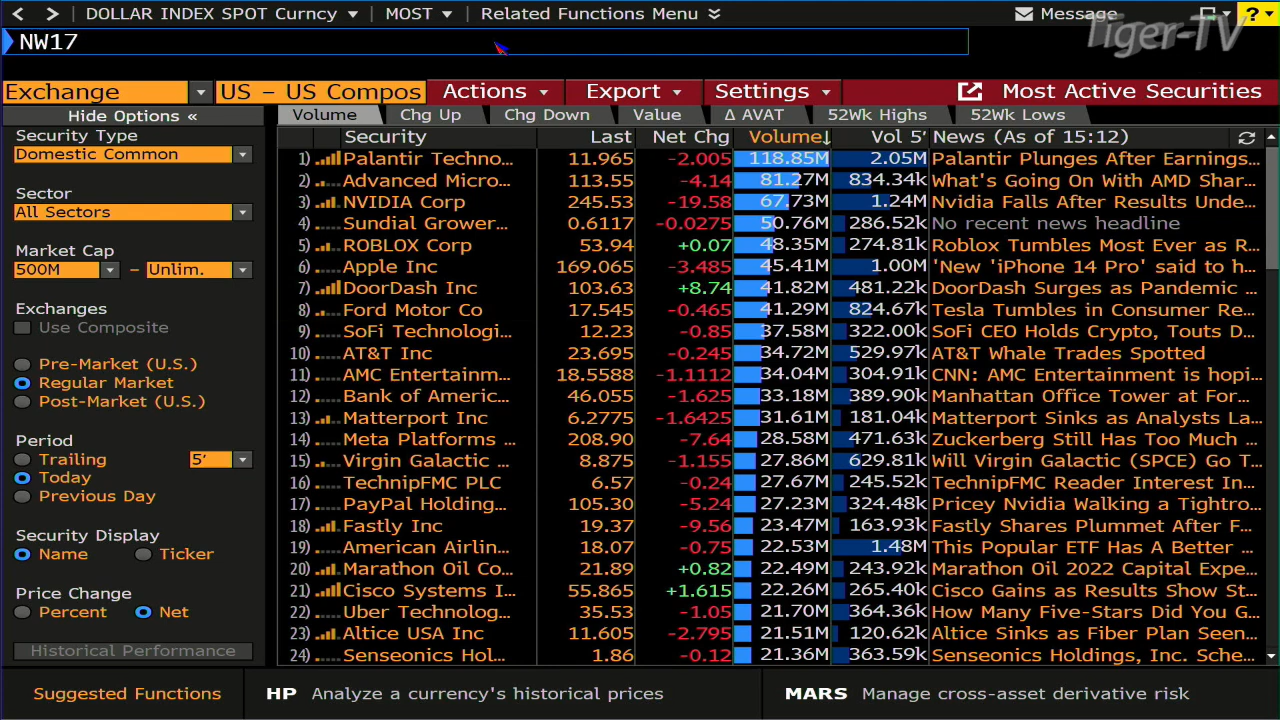 DOLLAR INDEX SPOT Curncy MOST Related Functions Menu Message ?
Tiger-TV
NW17
Exchange US - US Compos Actions Export Settings Most Active Securities
Hide Options « Volume Chg Up Chg Down Value Δ AVAT 52Wk Highs 52Wk Lows
Security Type
Domestic Common
Sector
All Sectors
Market Cap
500M - Unlim.
Exchanges
Use Composite
Pre-Market (U.S.)
Regular Market
Post-Market (U.S.)
Period
Trailing 5'
Today
Previous Day
Security Display
Name Ticker
Price Change
Percent Net
Historical Performance
Security Last Net Chg Volume↓ Vol 5' News (As of 15:12)
1) Palantir Techno... 11.965 -2.005 118.85M 2.05M Palantir Plunges After Earnings...
2) Advanced Micro... 113.55 -4.14 81.27M 834.34k What's Going On With AMD Shar...
3) NVIDIA Corp 245.53 -19.58 67.73M 1.24M Nvidia Falls After Results Unde...
4) Sundial Grower... 0.6117 -0.0275 50.76M 286.52k No recent news headline
5) ROBLOX Corp 53.94 +0.07 48.35M 274.81k Roblox Tumbles Most Ever as R...
6) Apple Inc 169.065 -3.485 45.41M 1.00M 'New 'iPhone 14 Pro' said to h...
7) DoorDash Inc 103.63 +8.74 41.82M 481.22k DoorDash Surges as Pandemic ...
8) Ford Motor Co 17.545 -0.465 41.29M 824.67k Tesla Tumbles in Consumer Re...
9) SoFi Technologi... 12.23 -0.85 37.58M 322.00k SoFi CEO Holds Crypto, Touts D...
10) AT&T Inc 23.695 -0.245 34.72M 529.97k AT&T Whale Trades Spotted
11) AMC Entertainm... 18.5588 -1.1112 34.04M 304.91k CNN: AMC Entertainment is hopi...
12) Bank of Americ... 46.055 -1.625 33.18M 389.90k Manhattan Office Tower at For...
13) Matterport Inc 6.2775 -1.6425 31.61M 181.04k Matterport Sinks as Analysts La...
14) Meta Platforms ... 208.90 -7.64 28.58M 471.63k Zuckerberg Still Has Too Much ...
15) Virgin Galactic ... 8.875 -1.155 27.86M 629.81k Will Virgin Galactic (SPCE) Go T...
16) TechnipFMC PLC 6.57 -0.24 27.67M 245.52k TechnipFMC Reader Interest In...
17) PayPal Holding... 105.30 -5.24 27.23M 324.48k Pricey Nvidia Walking a Tightro...
18) Fastly Inc 19.37 -9.56 23.47M 163.93k Fastly Shares Plummet After F...
19) American Airlin... 18.07 -0.75 22.53M 1.48M This Popular ETF Has A Better ...
20) Marathon Oil Co... 21.89 +0.82 22.49M 243.92k Marathon Oil 2022 Capital Expe...
21) Cisco Systems I... 55.865 +1.615 22.26M 265.40k Cisco Gains as Results Show St...
22) Uber Technolog... 35.53 -1.05 21.70M 364.36k How Many Five-Stars Did You G...
23) Altice USA Inc 11.605 -2.795 21.51M 120.62k Altice Sinks as Fiber Plan Seen...
24) Senseonics Hol... 1.86 -0.12 21.36M 363.59k Senseonics Holdings, Inc. Sche...
Suggested Functions HP Analyze a currency's historical prices MARS Manage cross-asset derivative risk